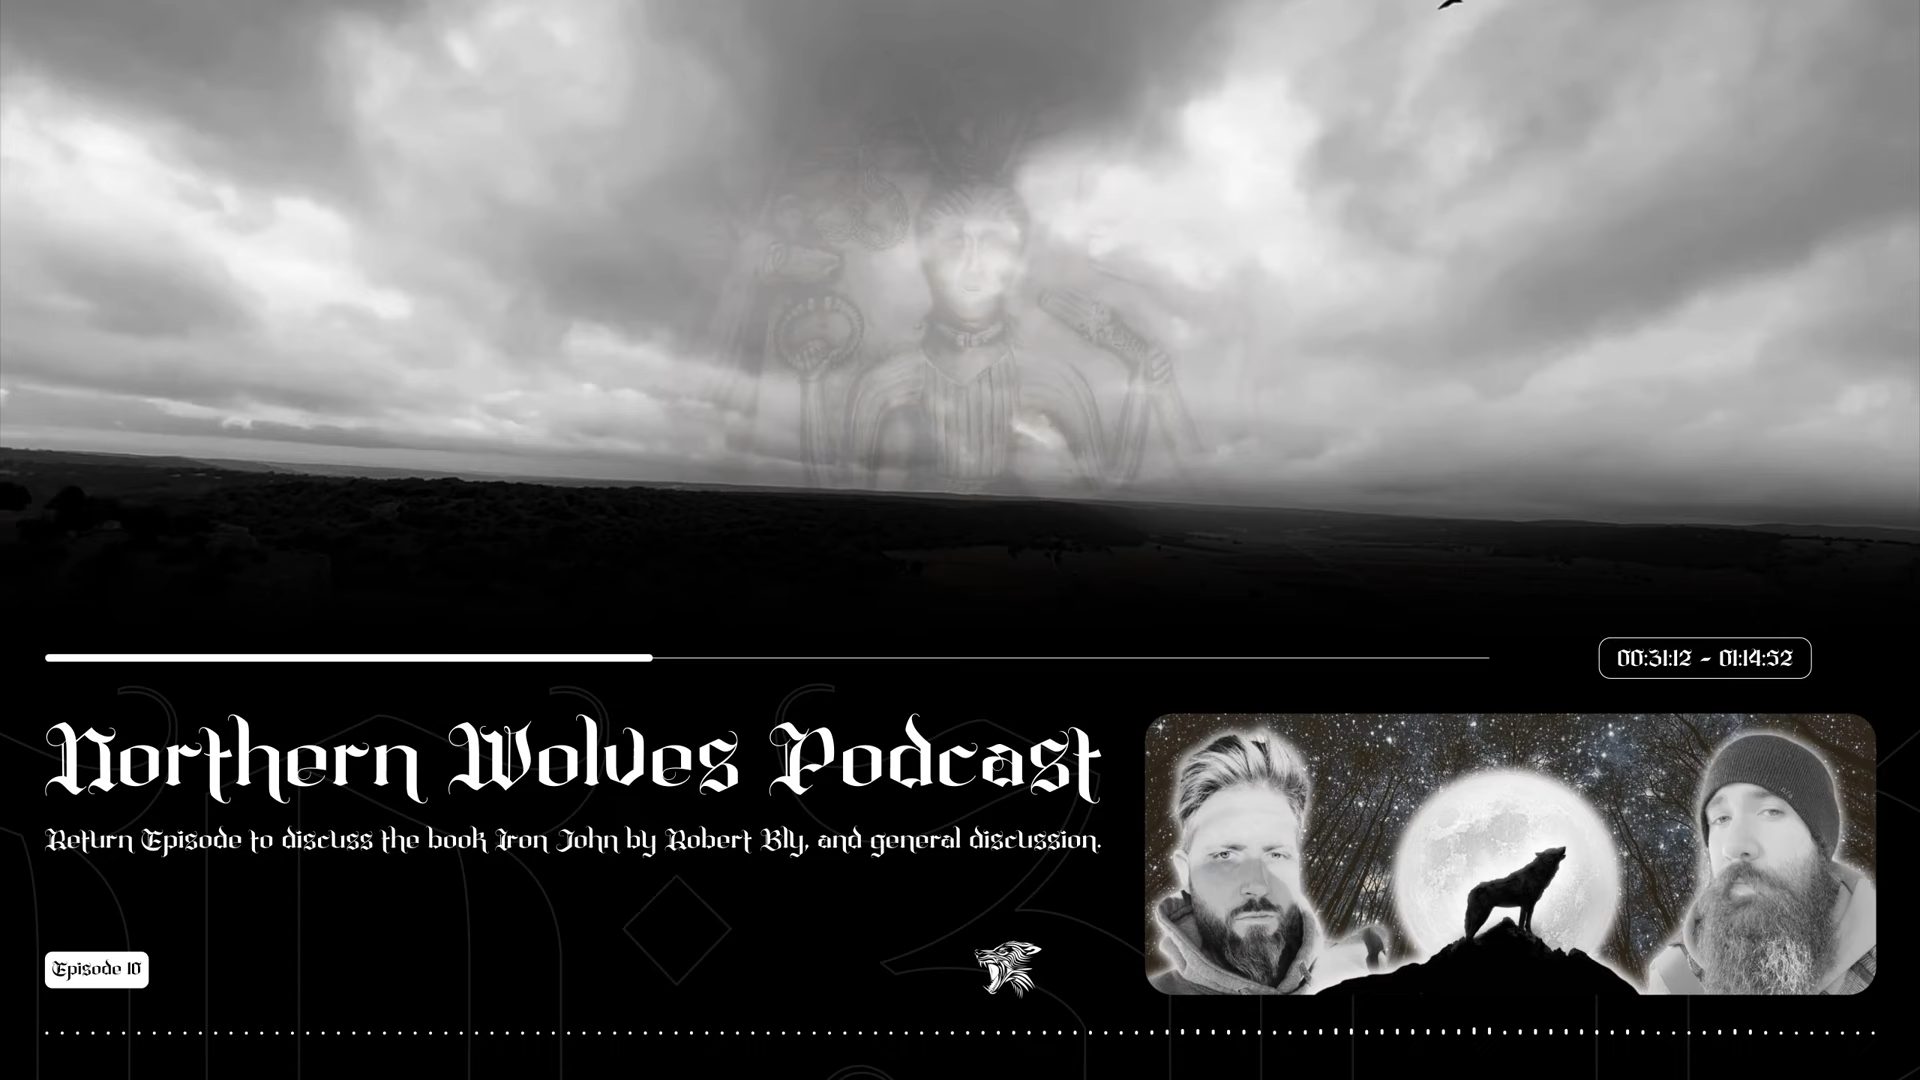 00:31:12 - 01:14:52
Northern Wolves Podcast
Return Episode to discuss the book Iron John by Robert Bly, and general discussion.
Episode 10